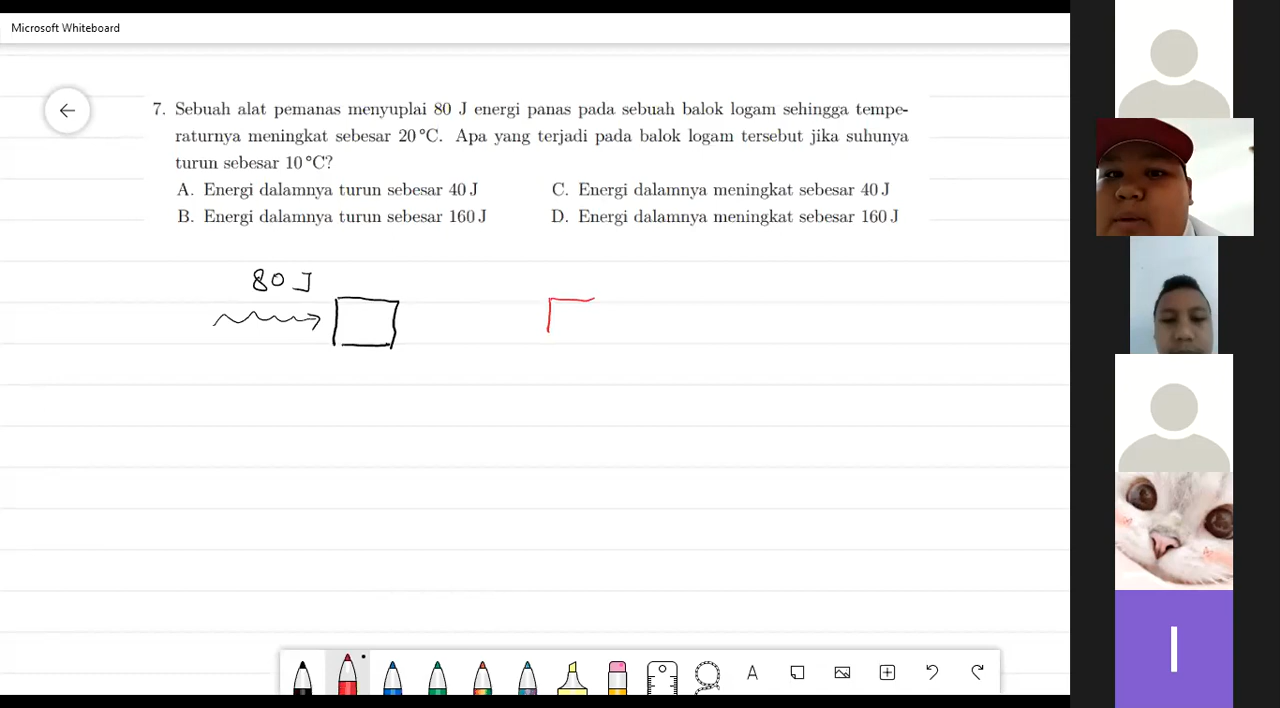 Microsoft Whiteboard
7. Sebuah alat pemanas menyuplai 80 J energi panas pada sebuah balok logam sehingga tempe-
raturnya meningkat sebesar 20 °C. Apa yang terjadi pada balok logam tersebut jika suhunya
turun sebesar 10 °C?
A. Energi dalamnya turun sebesar 40 J
C. Energi dalamnya meningkat sebesar 40 J
B. Energi dalamnya turun sebesar 160 J
D. Energi dalamnya meningkat sebesar 160 J
80 J
A
I